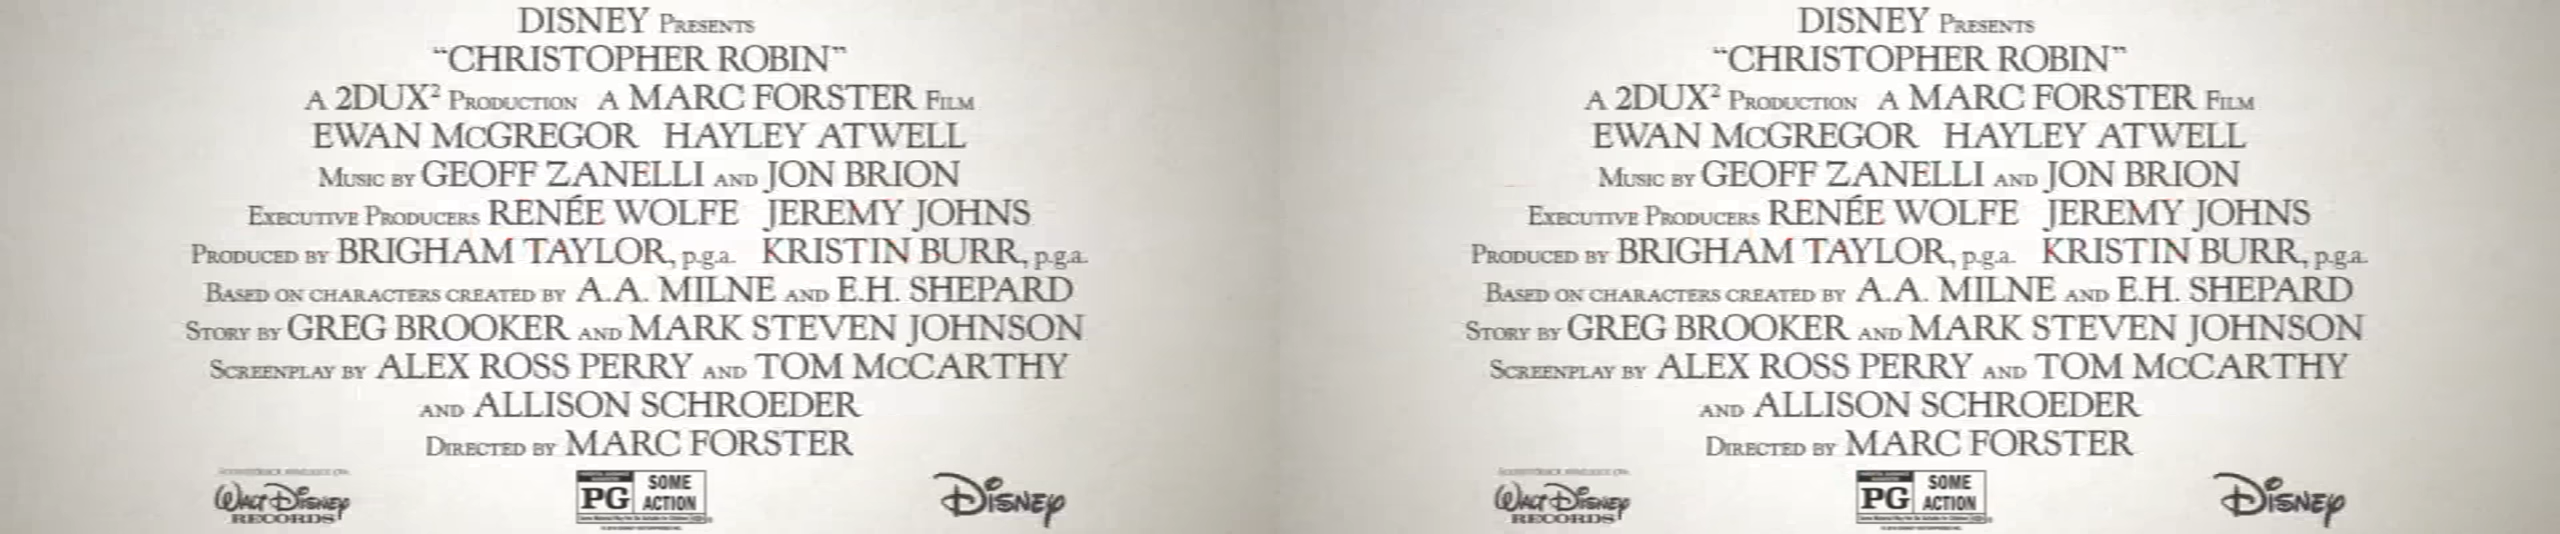 DISNEY PRESENTS
“CHRISTOPHER ROBIN”
A 2DUX² PRODUCTION A MARC FORSTER FILM
EWAN McGREGOR HAYLEY ATWELL
MUSIC BY GEOFF ZANELLI AND JON BRION
EXECUTIVE PRODUCERS RENÉE WOLFE JEREMY JOHNS
PRODUCED BY BRIGHAM TAYLOR, p.g.a. KRISTIN BURR, p.g.a.
BASED ON CHARACTERS CREATED BY A.A. MILNE AND E.H. SHEPARD
STORY BY GREG BROOKER AND MARK STEVEN JOHNSON
SCREENPLAY BY ALEX ROSS PERRY AND TOM McCARTHY
AND ALLISON SCHROEDER
DIRECTED BY MARC FORSTER
WALT DISNEY RECORDS
PG SOME ACTION
DISNEY
DISNEY PRESENTS
“CHRISTOPHER ROBIN”
A 2DUX² PRODUCTION A MARC FORSTER FILM
EWAN McGREGOR HAYLEY ATWELL
MUSIC BY GEOFF ZANELLI AND JON BRION
EXECUTIVE PRODUCERS RENÉE WOLFE JEREMY JOHNS
PRODUCED BY BRIGHAM TAYLOR, p.g.a. KRISTIN BURR, p.g.a.
BASED ON CHARACTERS CREATED BY A.A. MILNE AND E.H. SHEPARD
STORY BY GREG BROOKER AND MARK STEVEN JOHNSON
SCREENPLAY BY ALEX ROSS PERRY AND TOM McCARTHY
AND ALLISON SCHROEDER
DIRECTED BY MARC FORSTER
WALT DISNEY RECORDS
PG SOME ACTION
DISNEY